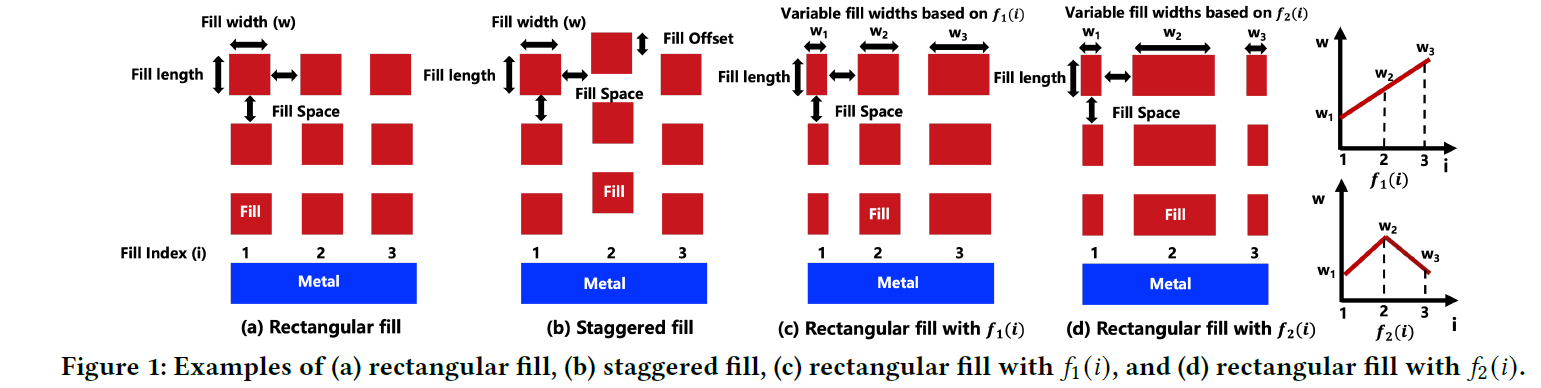 Fill width (w)
Fill length
Fill Space
Fill
Fill Index (i)
1
2
3
Metal
(a) Rectangular fill
Fill width (w)
Fill Offset
Fill length
Fill Space
Fill
1
2
3
Metal
(b) Staggered fill
Variable fill widths based on f₁(i)
w₁
w₂
w₃
Fill length
Fill Space
Fill
1
2
3
Metal
(c) Rectangular fill with f₁(i)
Variable fill widths based on f₂(i)
w₁
w₂
w₃
Fill length
Fill Space
Fill
1
2
3
Metal
(d) Rectangular fill with f₂(i)
w
w₃
w₂
w₁
1
2
3
i
f₁(i)
w
w₂
w₃
w₁
1
2
3
i
f₂(i)
Figure 1: Examples of (a) rectangular fill, (b) staggered fill, (c) rectangular fill with f₁(i), and (d) rectangular fill with f₂(i).